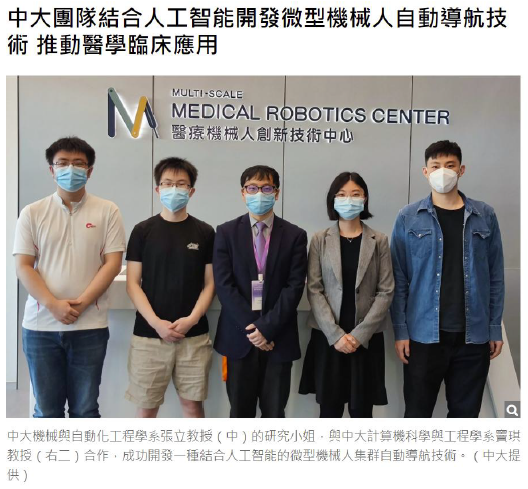 中大團隊結合人工智能開發微型機械人自動導航技
術 推動醫學臨床應用
MULTI-SCALE
MEDICAL ROBOTICS CENTER
醫療機械人創新技術中心
中大機械與自動化工程學系張立教授（中）的研究小姐，與中大計算機科學與工程學系竇琪
教授（右二）合作，成功開發一種結合人工智能的微型機械人集群自動導航技術。（中大提
供）